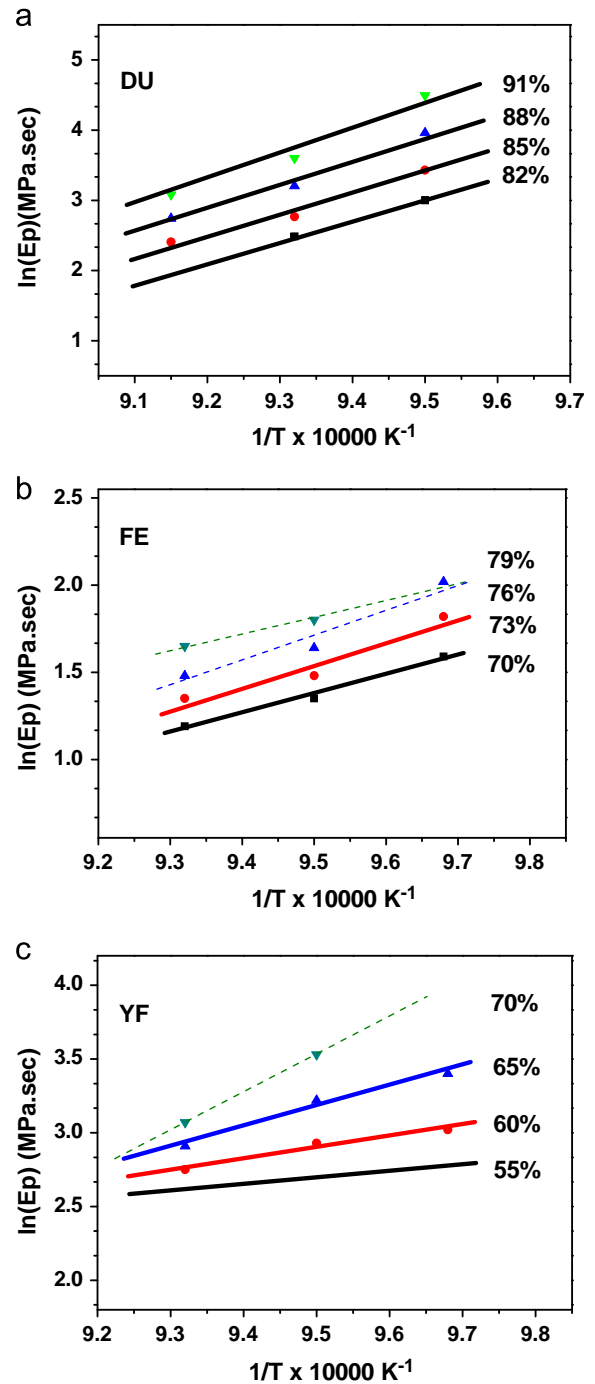 a
DU
91%
88%
85%
82%
5
4
3
2
1
ln(Ep)(MPa.sec)
9.1 9.2 9.3 9.4 9.5 9.6 9.7
1/T x 10000 K⁻¹
b
FE
79%
76%
73%
70%
2.5
2.0
1.5
1.0
ln(Ep) (MPa.sec)
9.2 9.3 9.4 9.5 9.6 9.7 9.8
1/T x 10000 K⁻¹
c
YF
70%
65%
60%
55%
4.0
3.5
3.0
2.5
2.0
ln(Ep) (MPa.sec)
9.2 9.3 9.4 9.5 9.6 9.7 9.8
1/T x 10000 K⁻¹